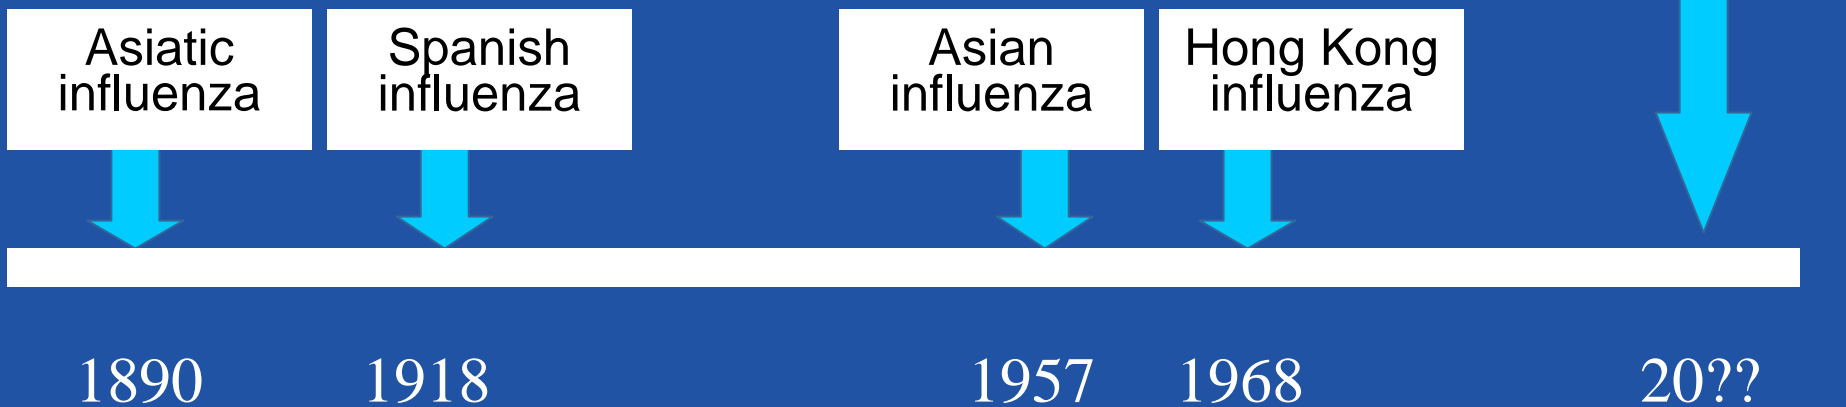 Asiatic
influenza
Spanish
influenza
Asian
influenza
Hong Kong
influenza
1890
1918
1957
1968
20??